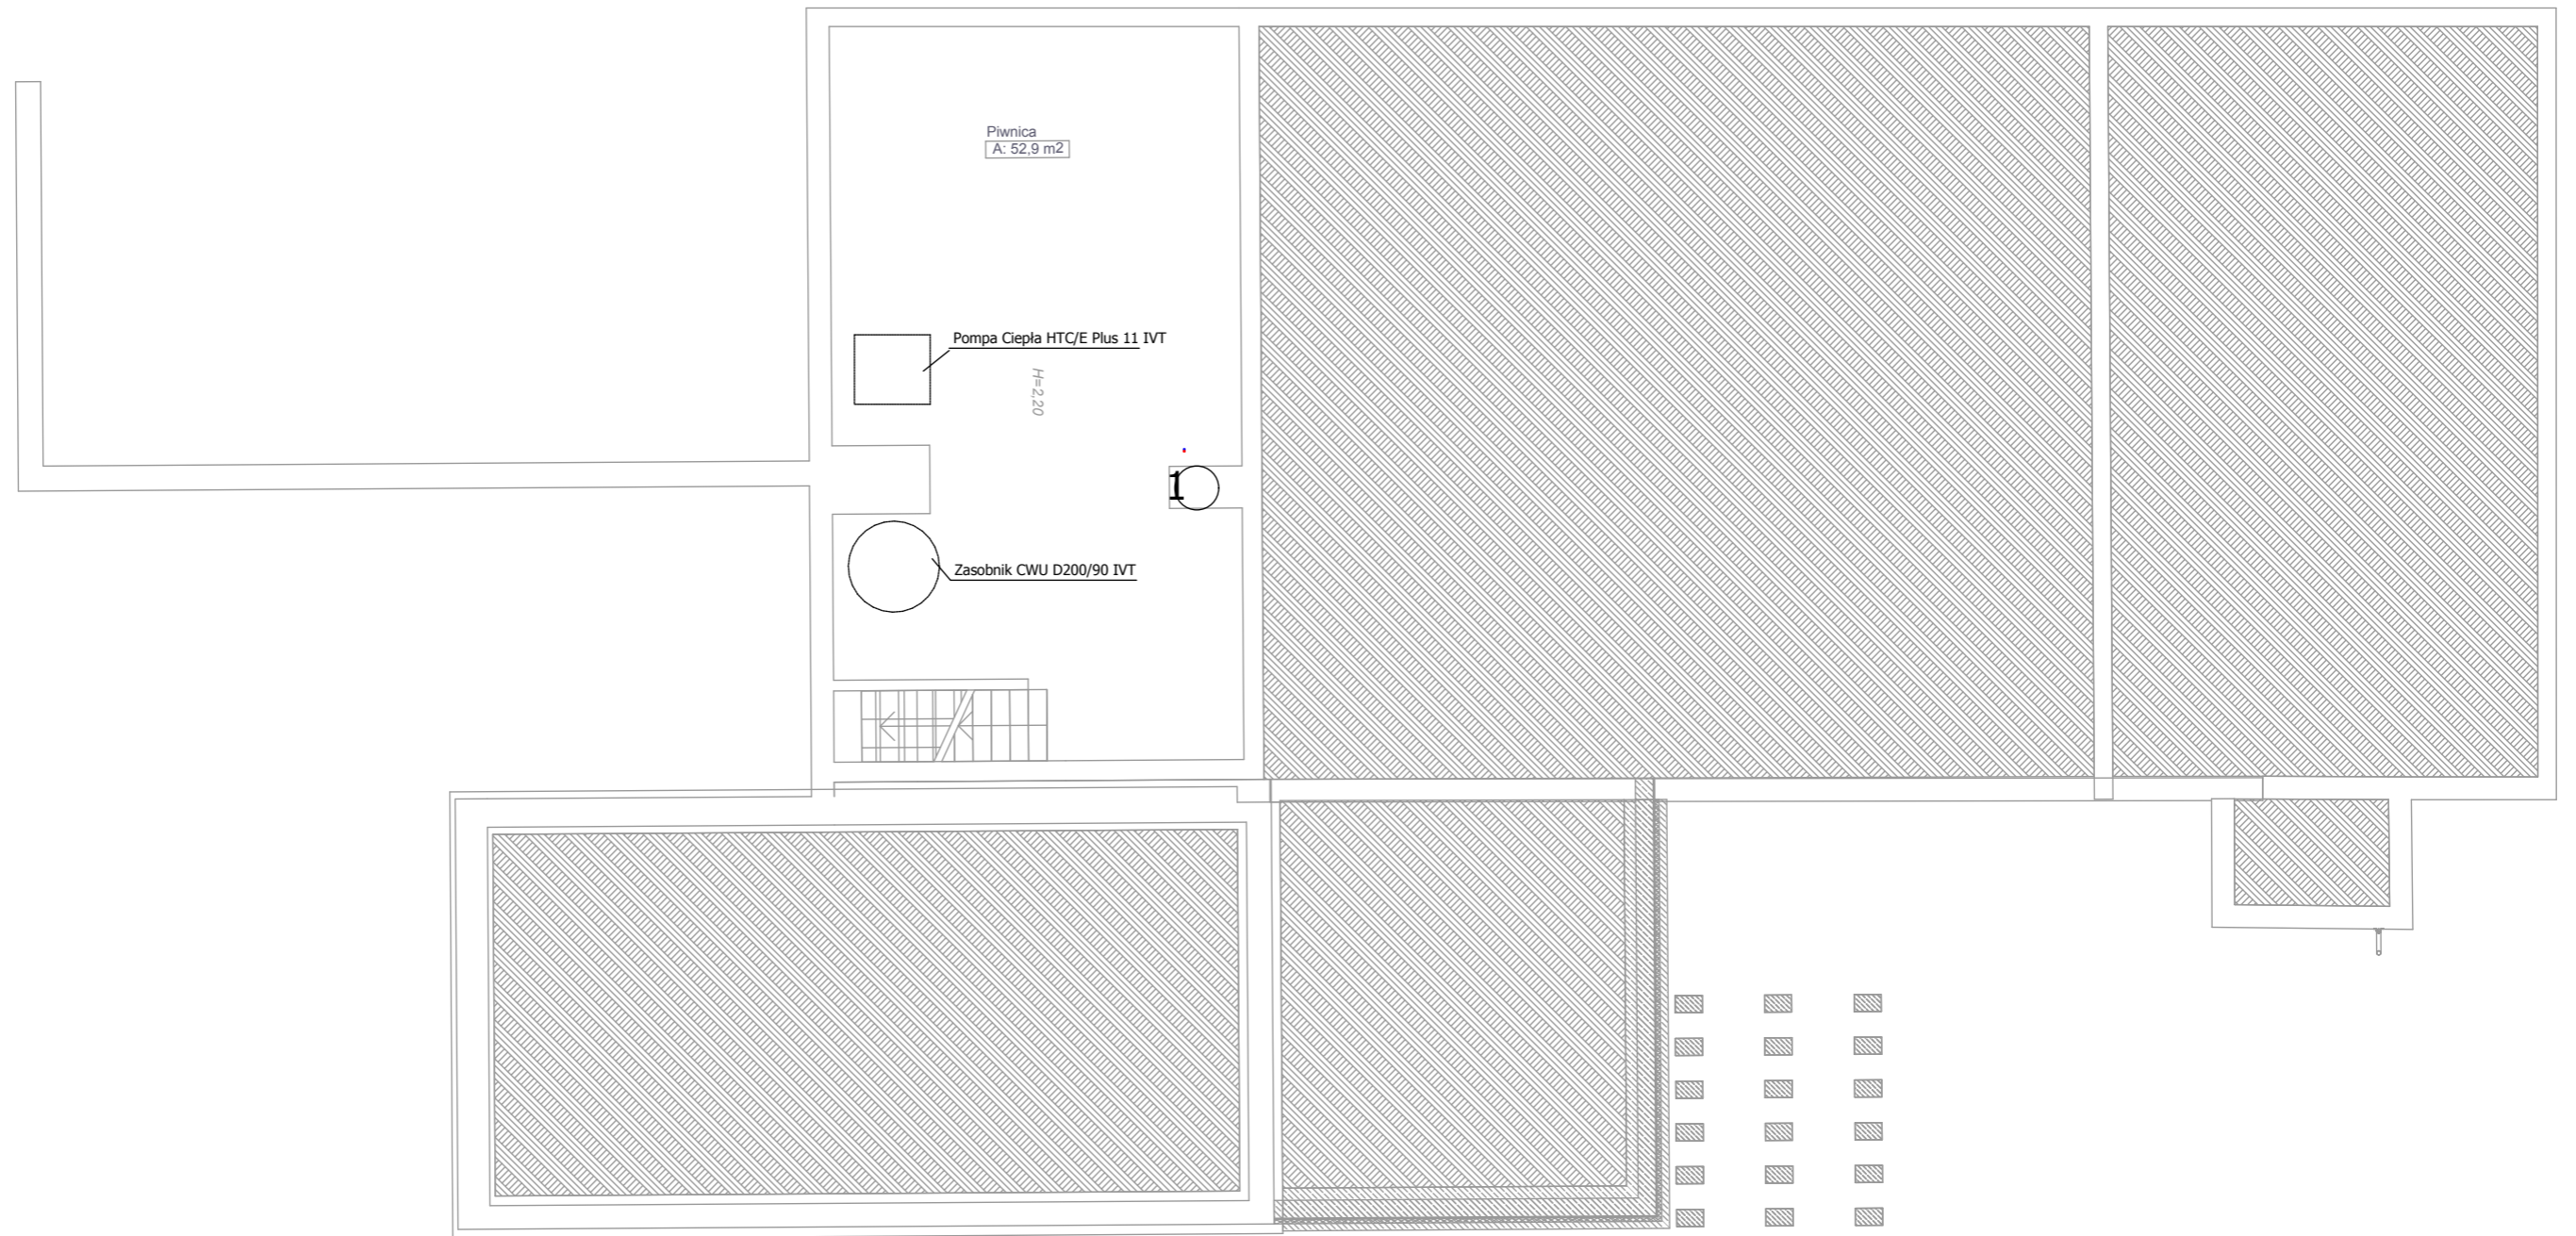 Piwnica
A: 52,9 m2
Pompa Ciepła HTC/E Plus 11 IVT
H=2,20
1
Zasobnik CWU D200/90 IVT